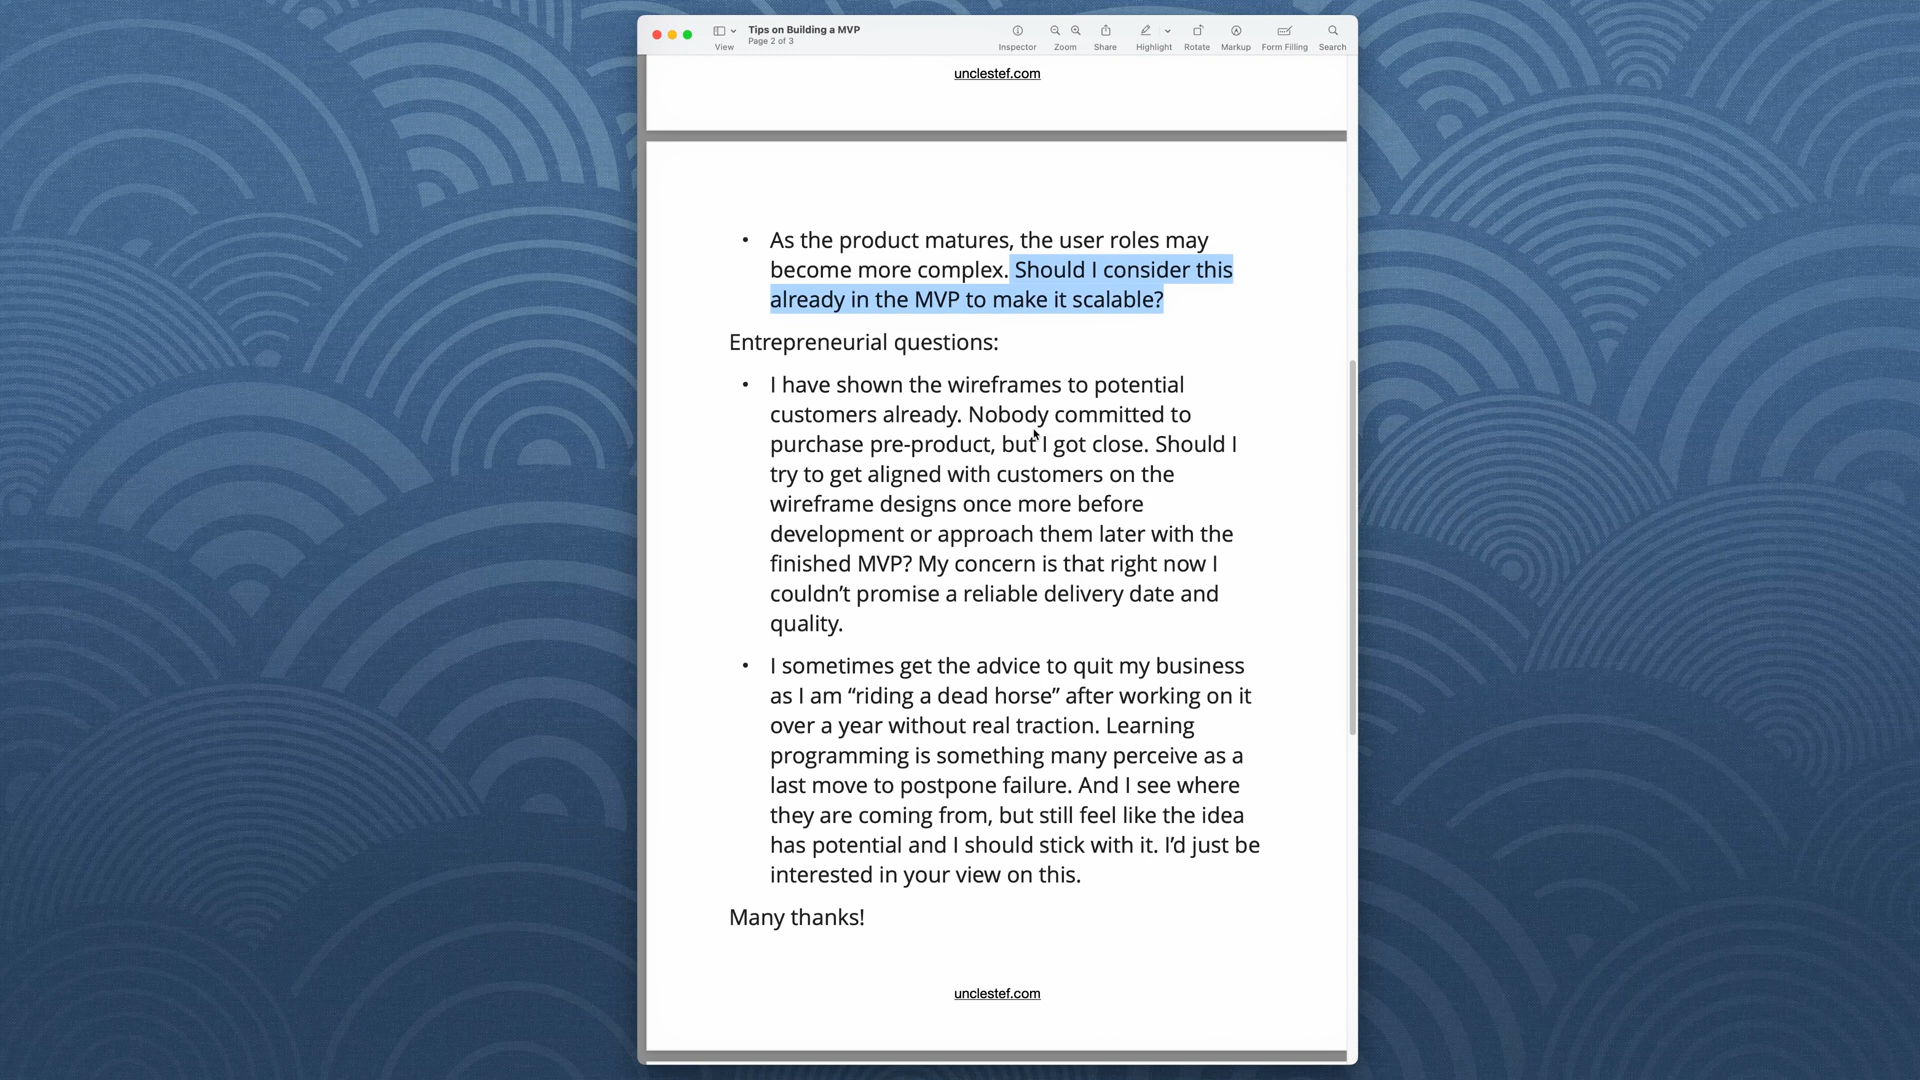 Tips on Building a MVP
Page 2 of 3
View
Inspector
Zoom
Share
Highlight
Rotate
Markup
Form Filling
Search
unclestef.com
• As the product matures, the user roles may
become more complex. Should I consider this
already in the MVP to make it scalable?
Entrepreneurial questions:
• I have shown the wireframes to potential
customers already. Nobody committed to
purchase pre-product, but I got close. Should I
try to get aligned with customers on the
wireframe designs once more before
development or approach them later with the
finished MVP? My concern is that right now I
couldn’t promise a reliable delivery date and
quality.
• I sometimes get the advice to quit my business
as I am “riding a dead horse” after working on it
over a year without real traction. Learning
programming is something many perceive as a
last move to postpone failure. And I see where
they are coming from, but still feel like the idea
has potential and I should stick with it. I’d just be
interested in your view on this.
Many thanks!
unclestef.com